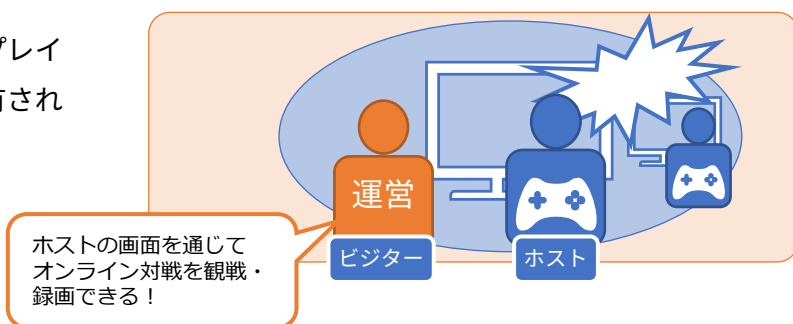 プレイ
有され
運営
ビジター
ホスト
ホストの画面を通じて
オンライン対戦を観戦・
録画できる！